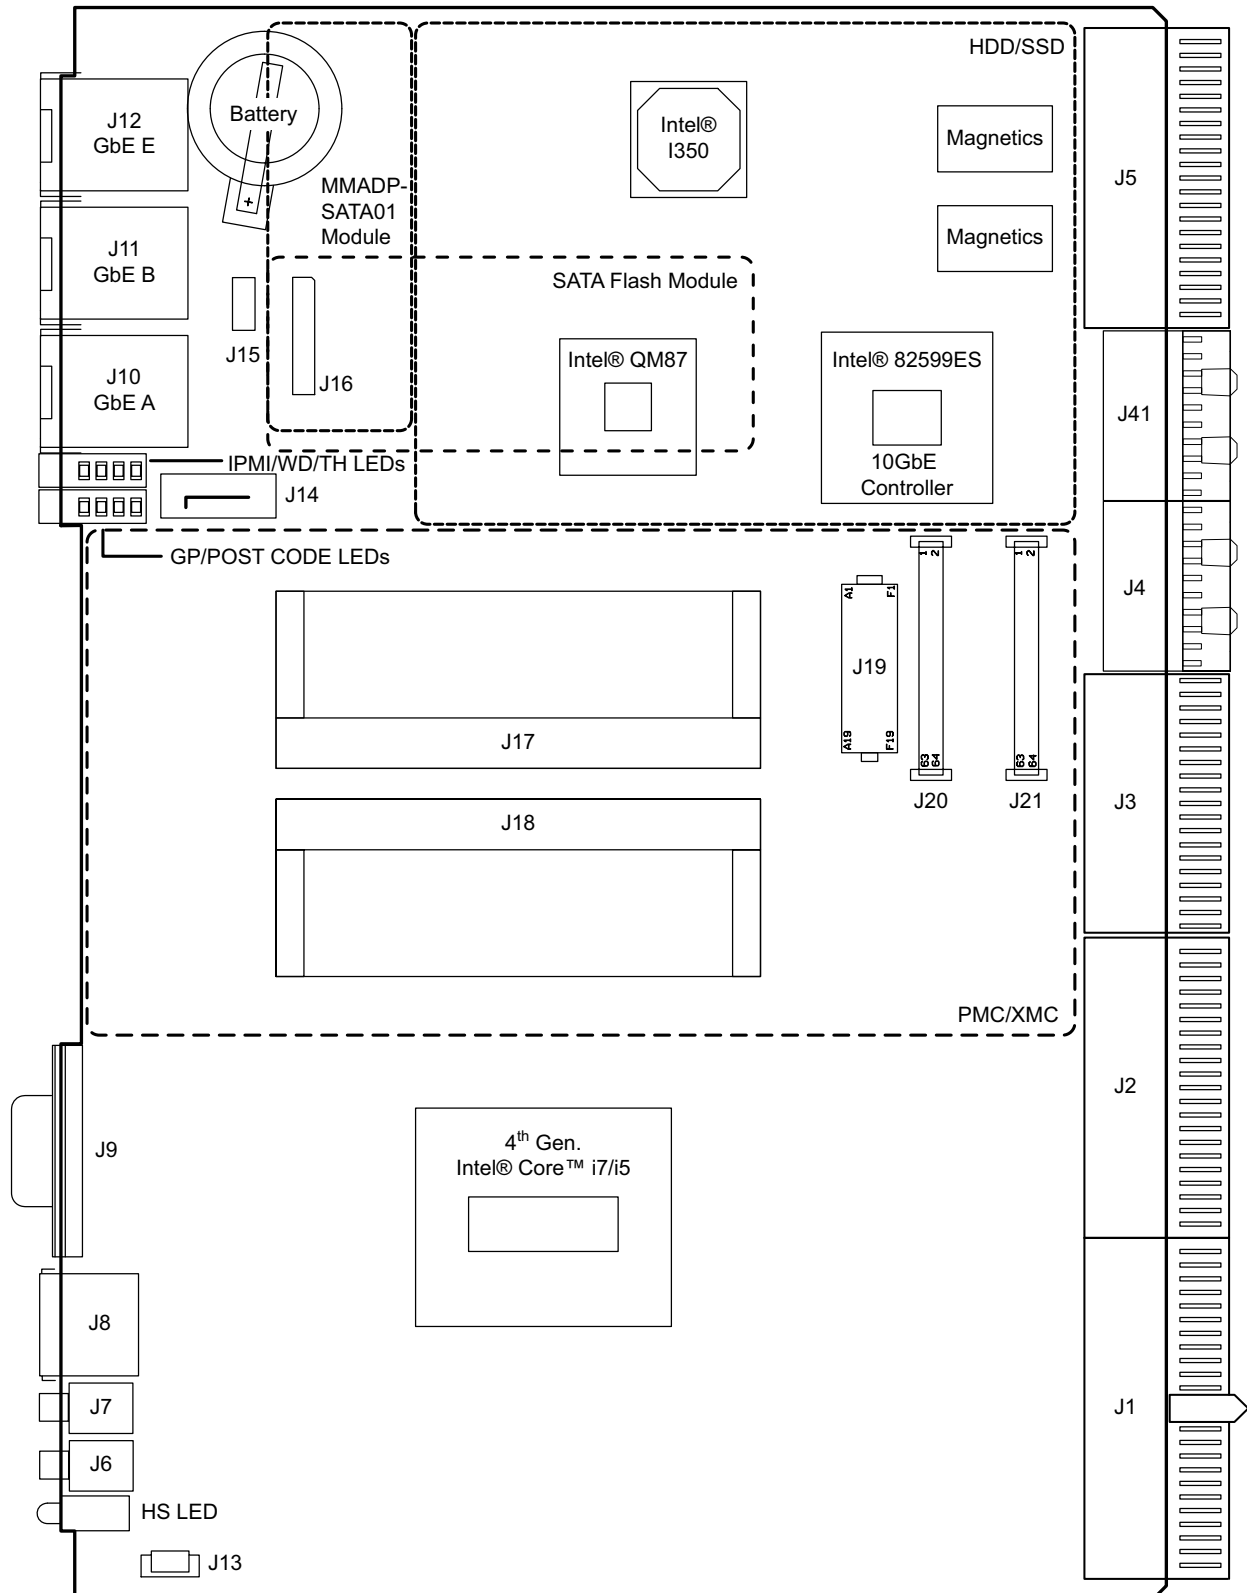 HDD/SSD
J12
GbE E
Battery
Intel®
I350
Magnetics
J5
MMADP-
SATA01
Module
+
J11
GbE B
Magnetics
SATA Flash Module
J15
J16
J10
GbE A
Intel® QM87
Intel® 82599ES
10GbE
Controller
J41
IPMI/WD/TH LEDs
J14
GP/POST CODE LEDs
1
2
1
2
A1
F1
J4
J19
A19
F19
63
64
63
64
J17
J20
J21
J3
J18
PMC/XMC
J2
J9
4th Gen.
Intel® Core™ i7/i5
J8
J7
J1
J6
HS LED
J13